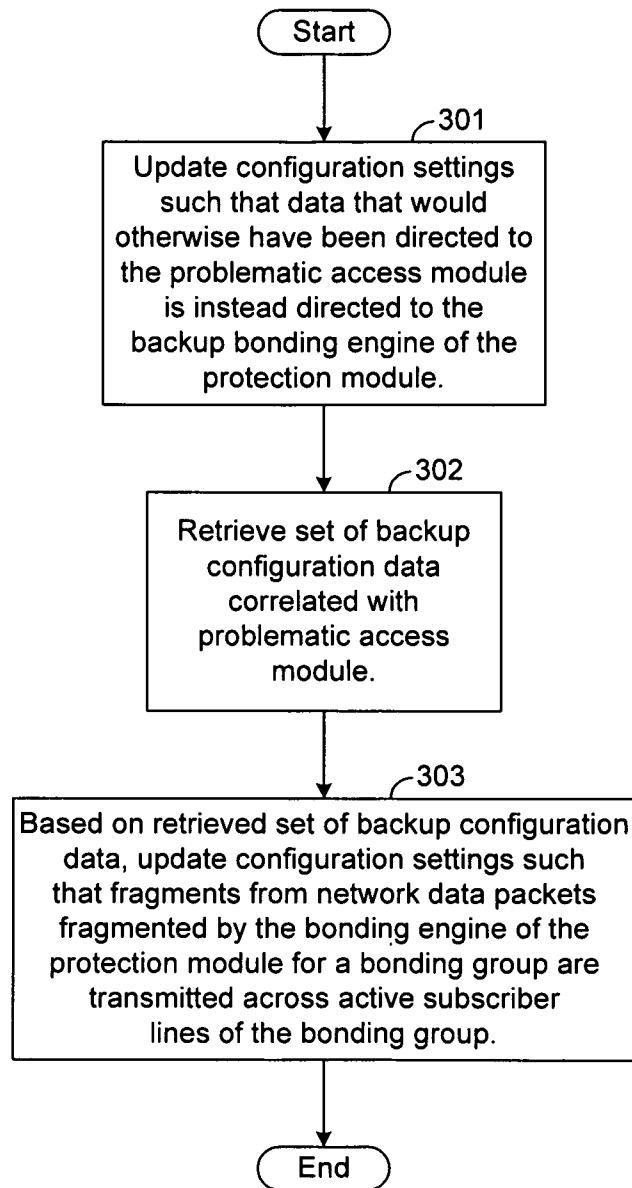 Start
301
Update configuration settings
such that data that would
otherwise have been directed to
the problematic access module
is instead directed to the
backup bonding engine of the
protection module.
302
Retrieve set of backup
configuration data
correlated with
problematic access
module.
303
Based on retrieved set of backup configuration
data, update configuration settings such
that fragments from network data packets
fragmented by the bonding engine of the
protection module for a bonding group are
transmitted across active subscriber
lines of the bonding group.
End